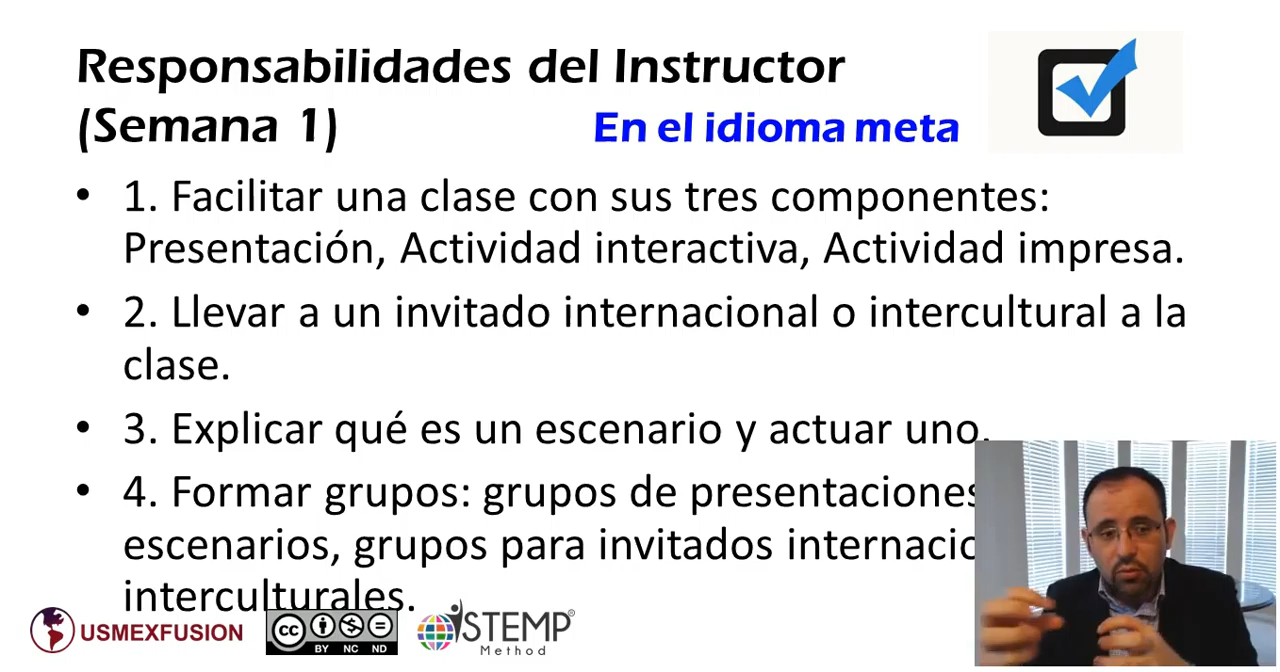 Responsabilidades del Instructor
(Semana 1)
En el idioma meta
• 1. Facilitar una clase con sus tres componentes:
Presentación, Actividad interactiva, Actividad impresa.
• 2. Llevar a un invitado internacional o intercultural a la
clase.
• 3. Explicar qué es un escenario y actuar uno.
• 4. Formar grupos: grupos de presentaciones
escenarios, grupos para invitados
interculturales.
USMEXFUSION
cc
BY NC ND
STEMP®
Method